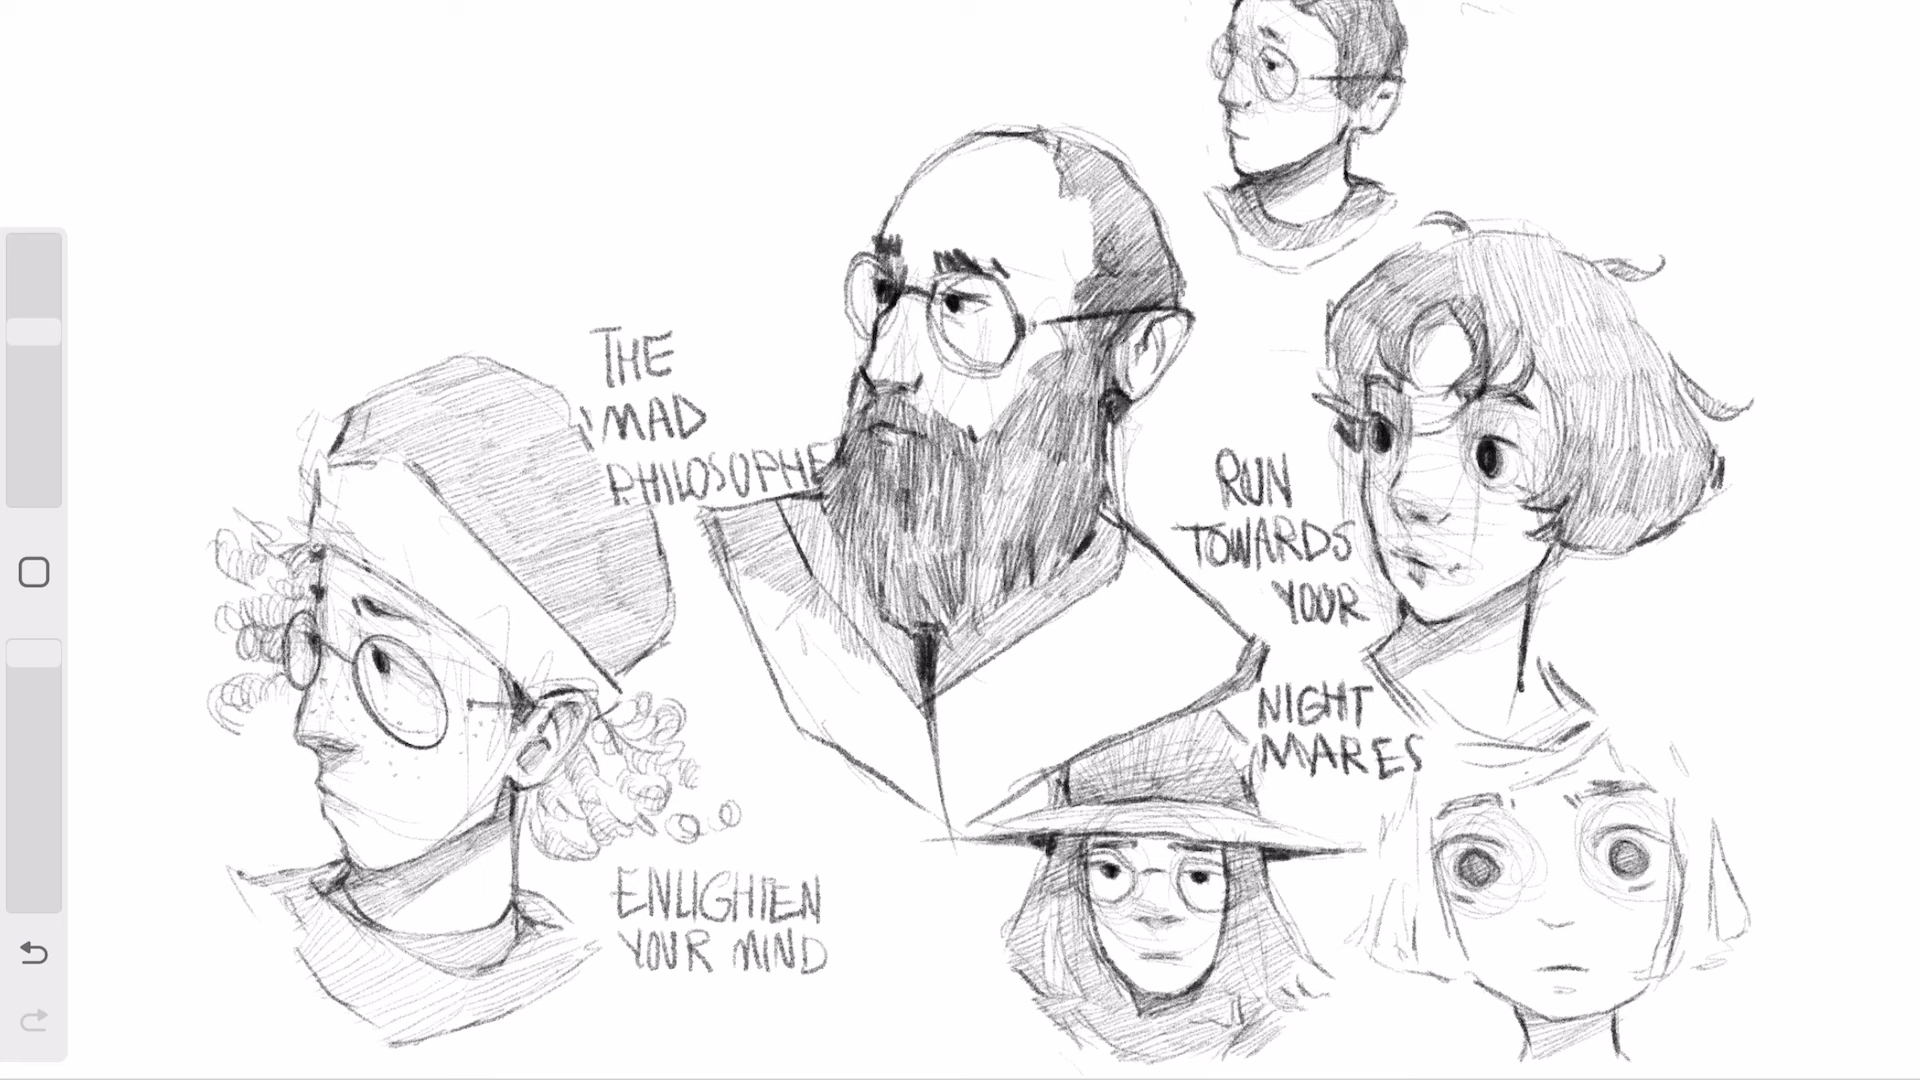 THE
MAD
PHILOSOPHE
RUN
TOWARDS
YOUR
NIGHT
MARES
ENLIGHTEN
YOUR MIND